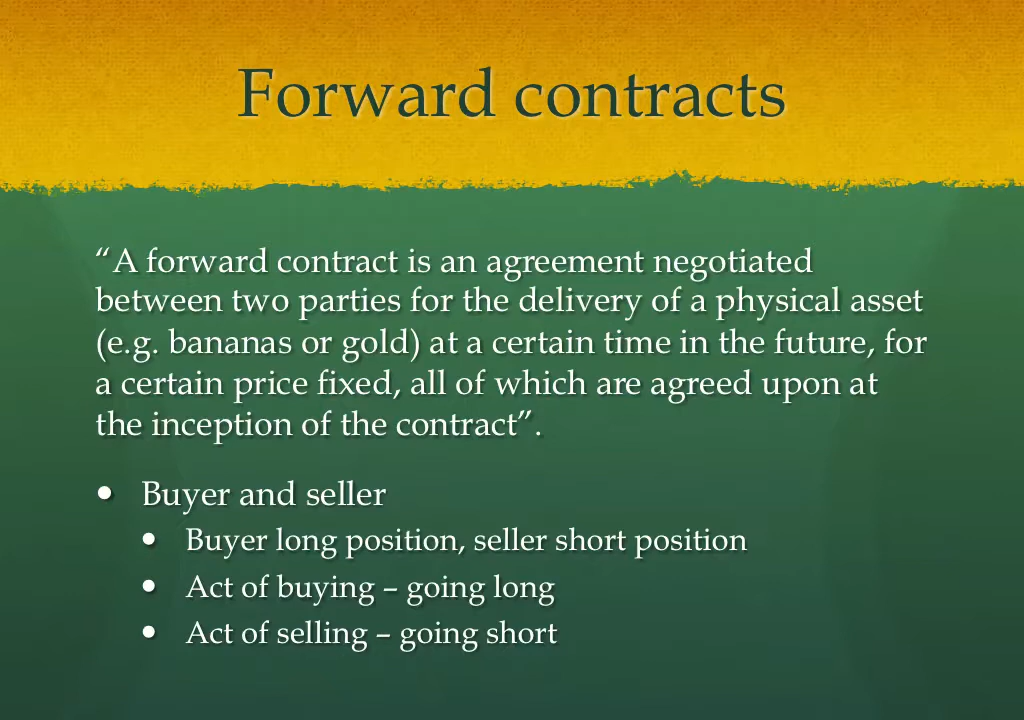 Forward contracts
“A forward contract is an agreement negotiated
between two parties for the delivery of a physical asset
(e.g. bananas or gold) at a certain time in the future, for
a certain price fixed, all of which are agreed upon at
the inception of the contract”.
• Buyer and seller
• Buyer long position, seller short position
• Act of buying – going long
• Act of selling – going short